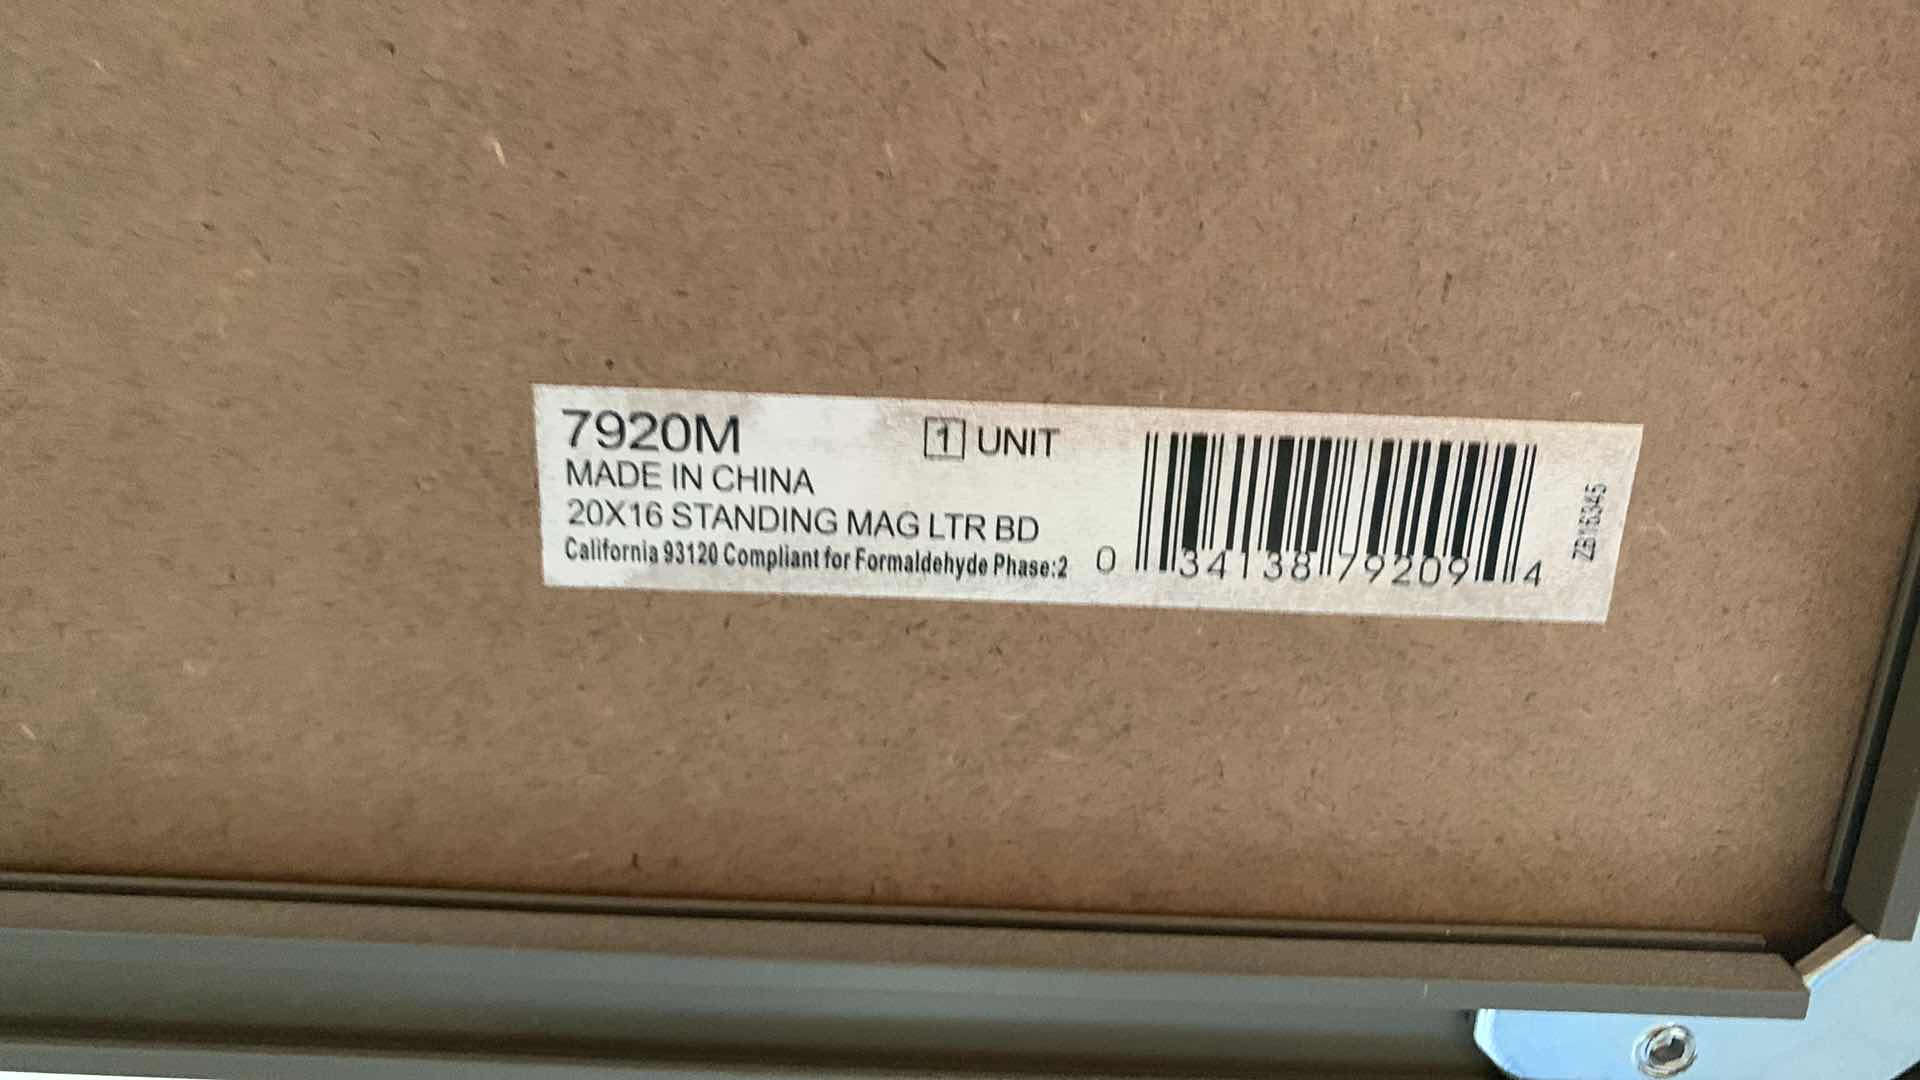 7920M
1 UNIT
MADE IN CHINA
20X16 STANDING MAG LTR BD
California 93120 Compliant for Formaldehyde Phase:2
0 34138 79209 4
ZB16345